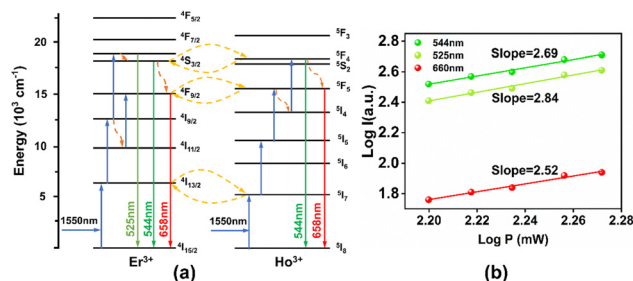 Energy (10³ cm⁻¹)
20
15
10
5
0
⁴F₅/₂
⁴F₇/₂
⁴S₃/₂
⁴F₉/₂
⁴I₉/₂
⁴I₁₁/₂
⁴I₁₃/₂
⁴I₁₅/₂
1550nm
525nm
544nm
658nm
Er³⁺
⁵F₃
⁵F₄
⁵S₂
⁵F₅
⁵I₄
⁵I₅
⁵I₆
⁵I₇
⁵I₈
1550nm
544nm
658nm
Ho³⁺
(a)
Log I(a.u.)
2.8
2.6
2.4
2.2
2.0
1.8
544nm
525nm
660nm
Slope=2.69
Slope=2.84
Slope=2.52
2.20 2.22 2.24 2.26 2.28
Log P (mW)
(b)